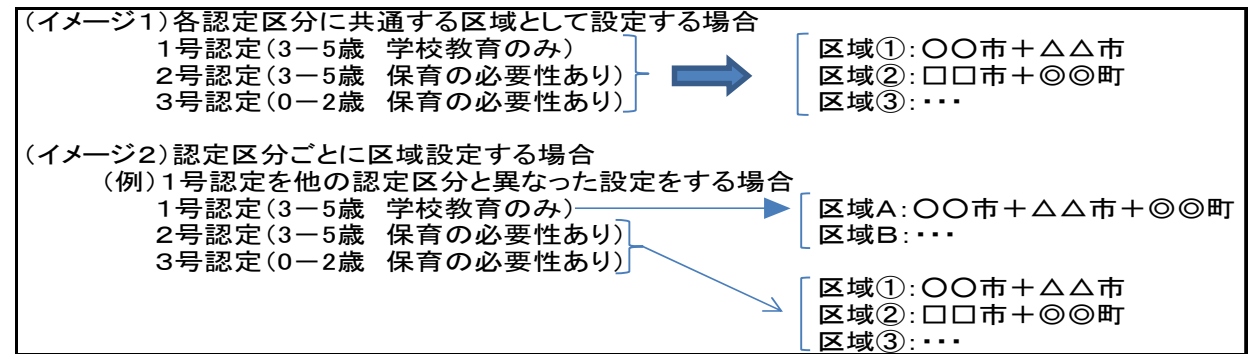 （イメージ１）各認定区分に共通する区域として設定する場合
１号認定（３－５歳　学校教育のみ）
２号認定（３－５歳　保育の必要性あり）
３号認定（０－２歳　保育の必要性あり）
区域①：〇〇市＋△△市
区域②：□□市＋◎◎町
区域③：・・・
（イメージ２）認定区分ごとに区域設定する場合
（例）１号認定を他の認定区分と異なった設定をする場合
１号認定（３－５歳　学校教育のみ）
２号認定（３－５歳　保育の必要性あり）
３号認定（０－２歳　保育の必要性あり）
区域Ａ：〇〇市＋△△市＋◎◎町
区域Ｂ：・・・
区域①：〇〇市＋△△市
区域②：□□市＋◎◎町
区域③：・・・